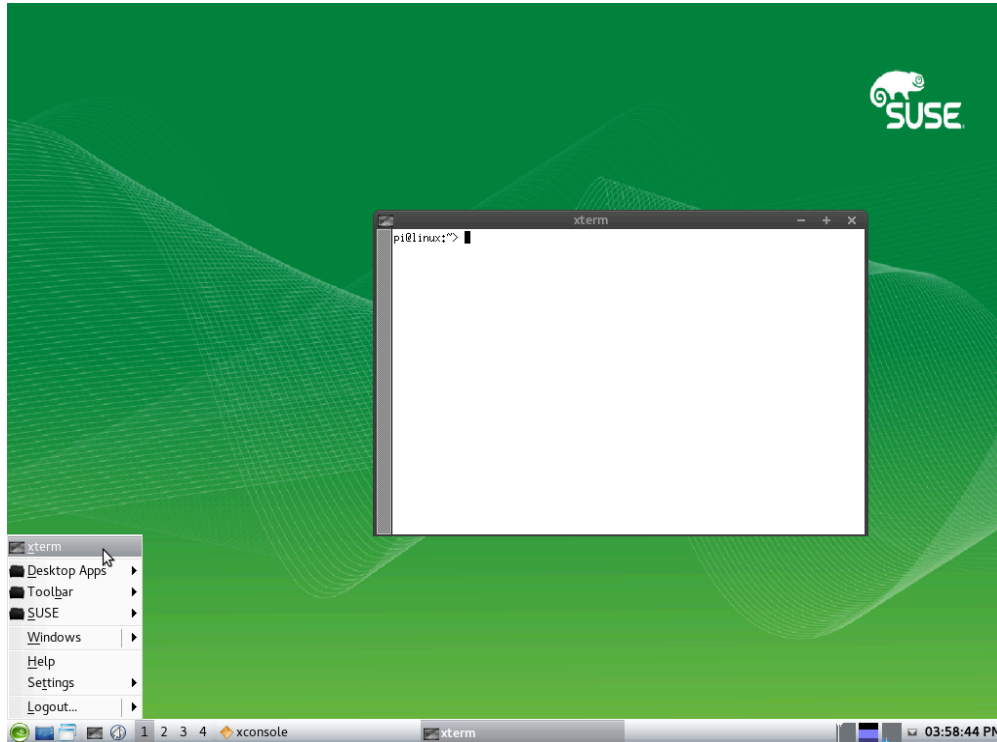 SUSE.
xterm
pi@linux:~>
xterm
Desktop Apps
Toolbar
SUSE
Windows
Help
Settings
Logout...
1 2 3 4 xconsole xterm 03:58:44 PM